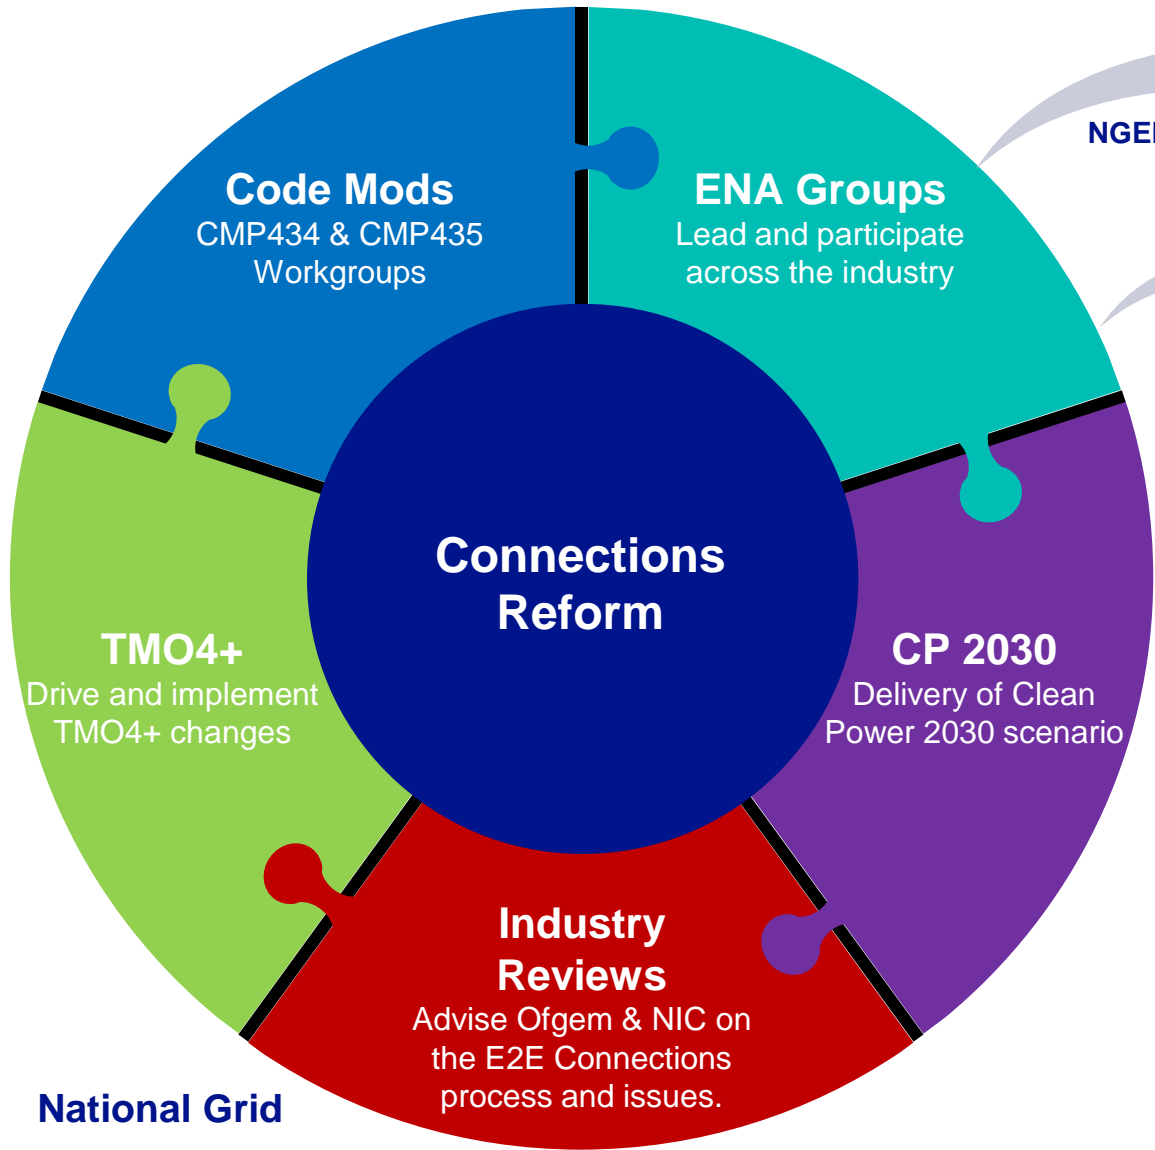 NGED
Code Mods
CMP434 & CMP435
Workgroups
ENA Groups
Lead and participate
across the industry
Connections
Reform
TMO4+
Drive and implement
TMO4+ changes
CP 2030
Delivery of Clean
Power 2030 scenario
Industry
Reviews
Advise Ofgem & NIC on
the E2E Connections
process and issues.
National Grid